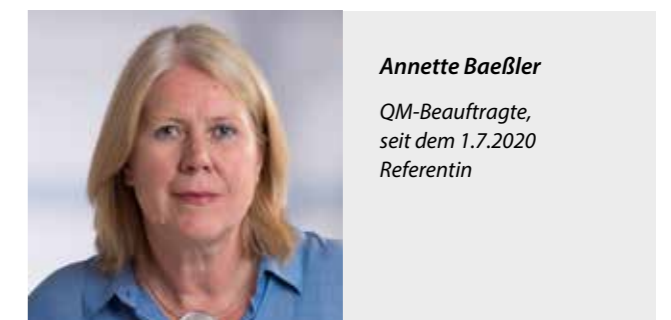 Annette Baeßler
QM-Beauftragte,
seit dem 1.7.2020
Referentin